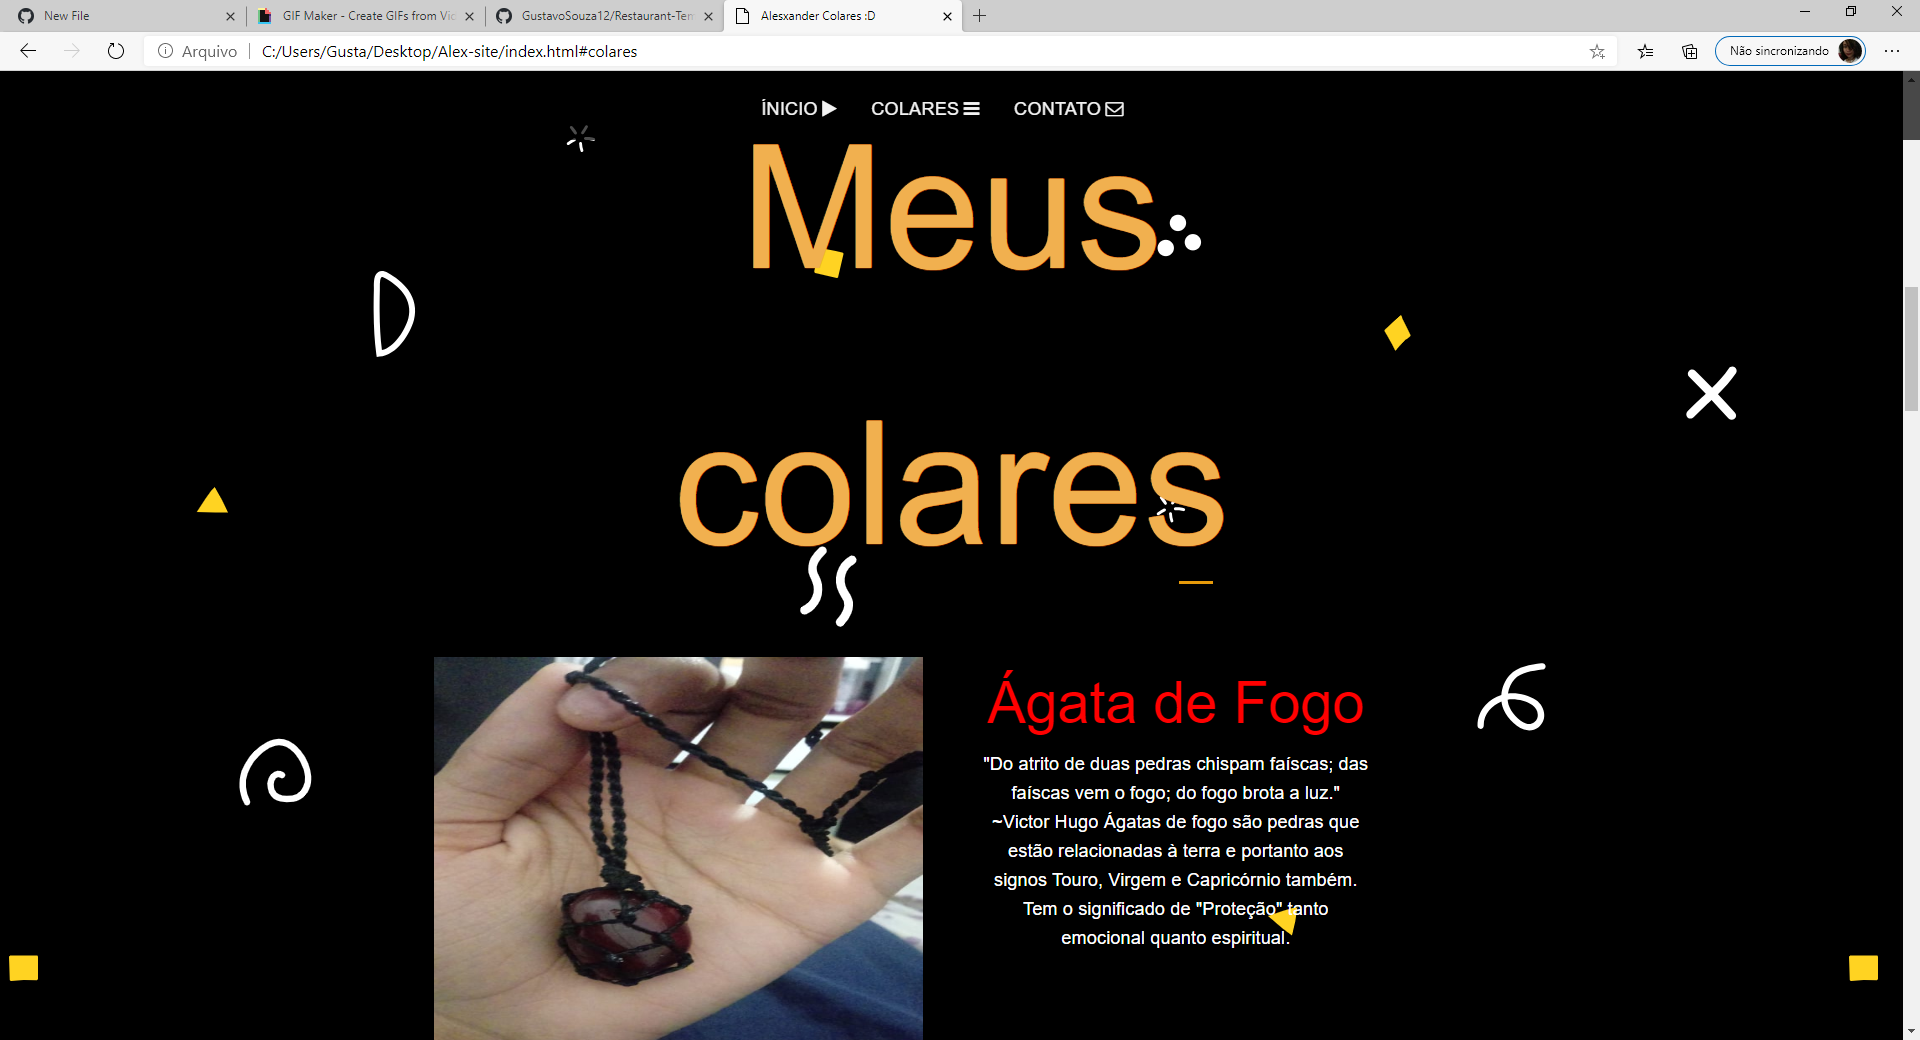 New File
GIF Maker - Create GIFs from Vic
GustavoSouza12/Restaurant-Ten
Alesxander Colares :D
Arquivo
C:/Users/Gusta/Desktop/Alex-site/index.html#colares
Não sincronizando
ÍNICIO
COLARES
CONTATO
Meus
colares
Ágata de Fogo
"Do atrito de duas pedras chispam faíscas; das
faíscas vem o fogo; do fogo brota a luz."
~Victor Hugo Ágatas de fogo são pedras que
estão relacionadas à terra e portanto aos
signos Touro, Virgem e Capricórnio também.
Tem o significado de "Proteção" tanto
emocional quanto espiritual.